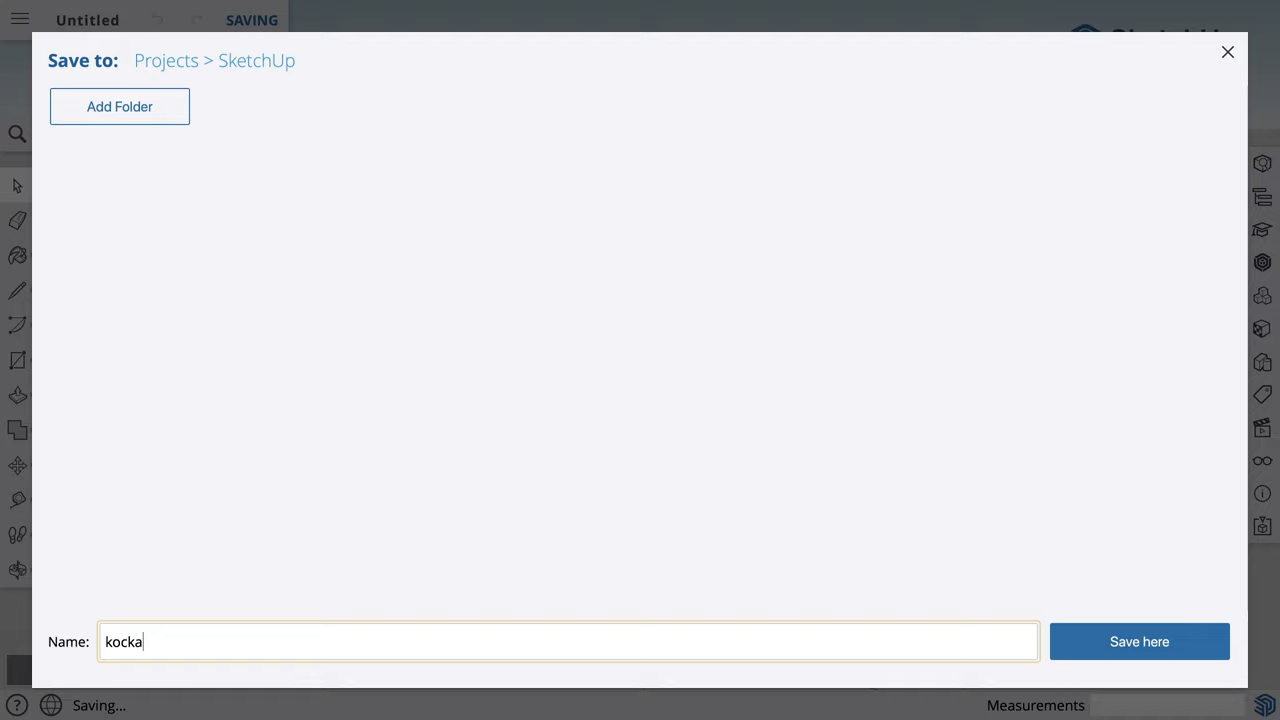 Untitled SAVING
Save to: Projects > SketchUp
Add Folder
Name: kocka Save here
Saving... Measurements